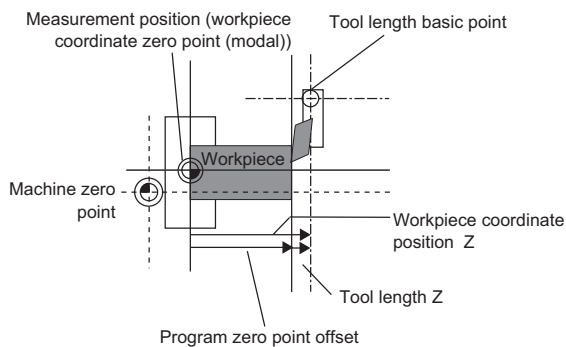 Measurement position (workpiece
coordinate zero point (modal))
Tool length basic point
Workpiece
Machine zero
point
Workpiece coordinate
position Z
Tool length Z
Program zero point offset